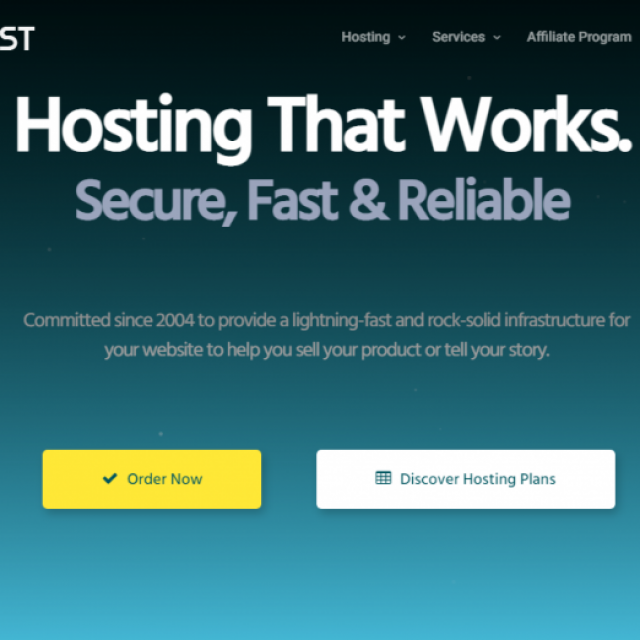 ST
Hosting Services Affiliate Program
Hosting That Works.
Secure, Fast & Reliable
Committed since 2004 to provide a lightning-fast and rock-solid infrastructure for
your website to help you sell your product or tell your story.
Order Now Discover Hosting Plans